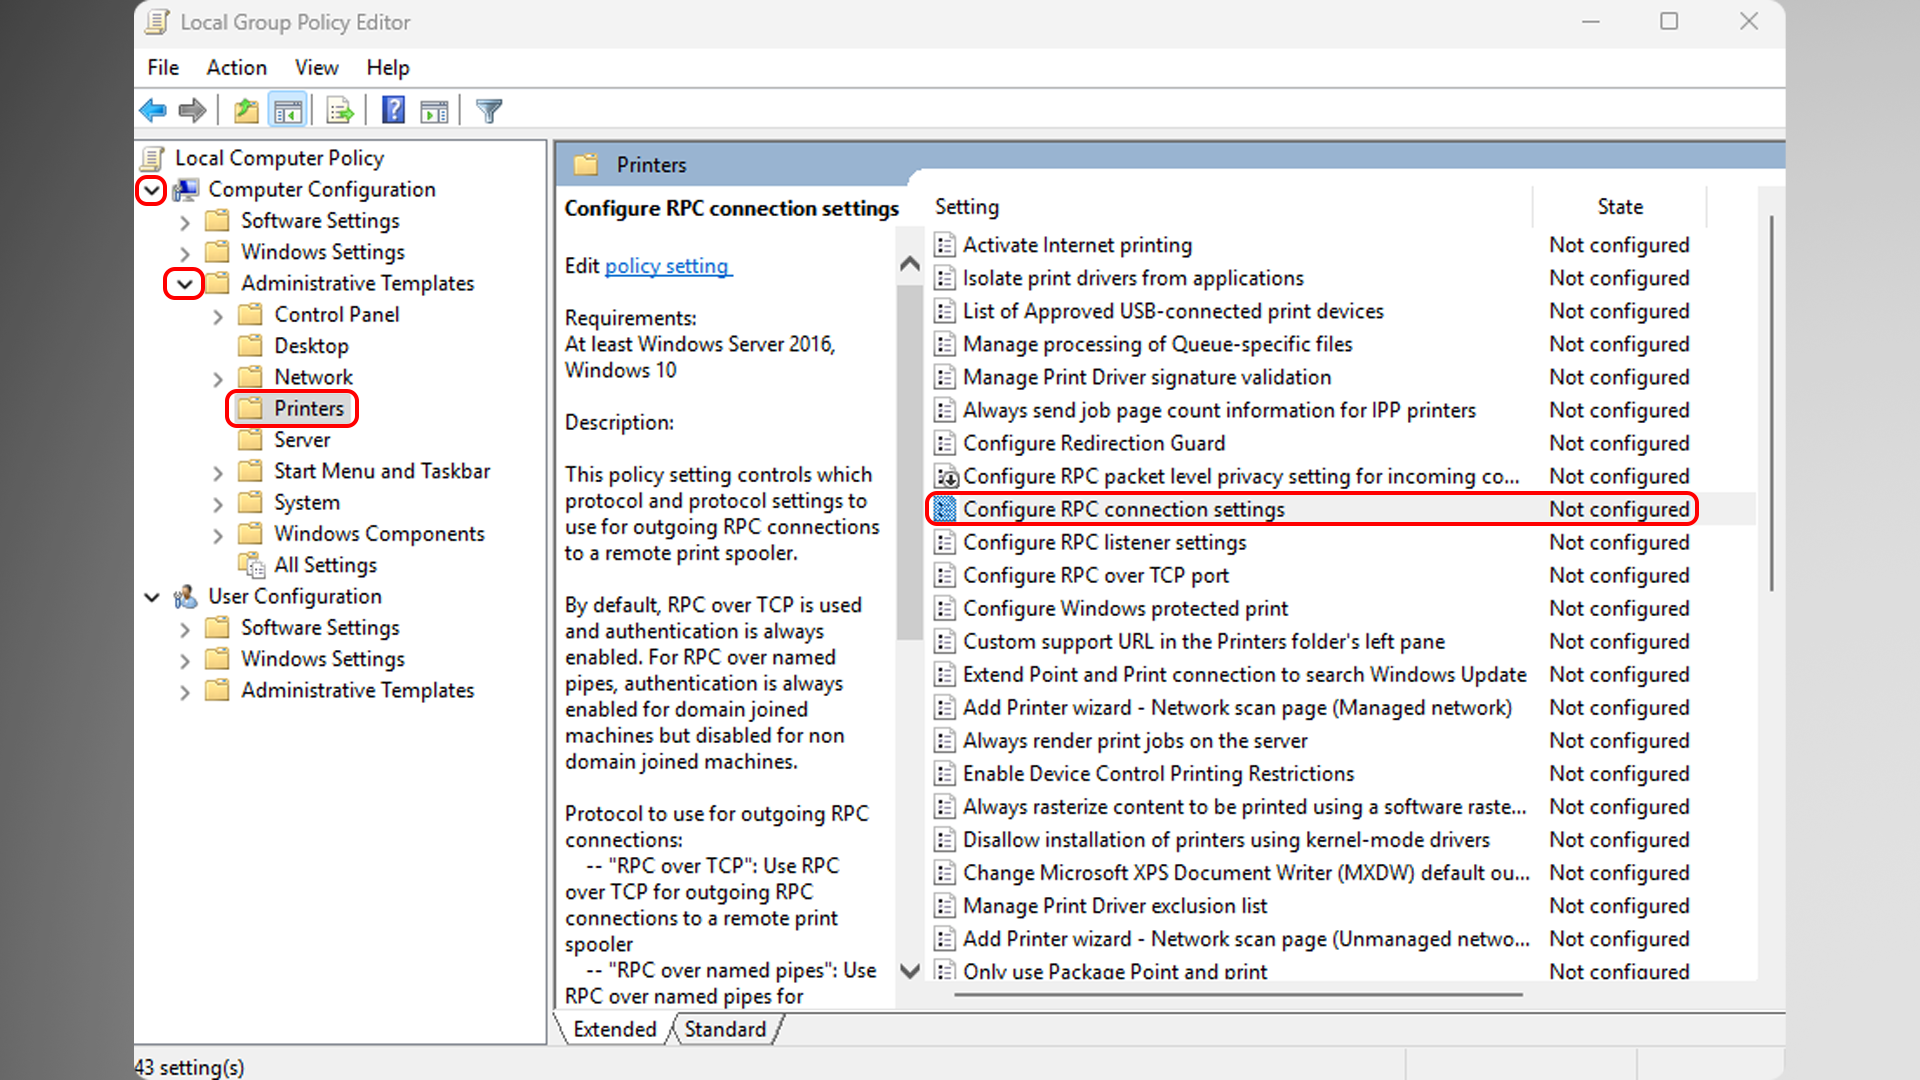 Local Group Policy Editor
File Action View Help
Local Computer Policy
Computer Configuration
Software Settings
Windows Settings
Administrative Templates
Control Panel
Desktop
Network
Printers
Server
Start Menu and Taskbar
System
Windows Components
All Settings
User Configuration
Software Settings
Windows Settings
Administrative Templates
Printers
Configure RPC connection settings
Edit policy setting
Requirements:
At least Windows Server 2016,
Windows 10
Description:
This policy setting controls which
protocol and protocol settings to
use for outgoing RPC connections
to a remote print spooler.
By default, RPC over TCP is used
and authentication is always
enabled. For RPC over named
pipes, authentication is always
enabled for domain joined
machines but disabled for non
domain joined machines.
Protocol to use for outgoing RPC
connections:
-- "RPC over TCP": Use RPC
over TCP for outgoing RPC
connections to a remote print
spooler
-- "RPC over named pipes": Use
RPC over named pipes for
Setting State
Activate Internet printing Not configured
Isolate print drivers from applications Not configured
List of Approved USB-connected print devices Not configured
Manage processing of Queue-specific files Not configured
Manage Print Driver signature validation Not configured
Always send job page count information for IPP printers Not configured
Configure Redirection Guard Not configured
Configure RPC packet level privacy setting for incoming co... Not configured
Configure RPC connection settings Not configured
Configure RPC listener settings Not configured
Configure RPC over TCP port Not configured
Configure Windows protected print Not configured
Custom support URL in the Printers folder's left pane Not configured
Extend Point and Print connection to search Windows Update Not configured
Add Printer wizard - Network scan page (Managed network) Not configured
Always render print jobs on the server Not configured
Enable Device Control Printing Restrictions Not configured
Always rasterize content to be printed using a software raste... Not configured
Disallow installation of printers using kernel-mode drivers Not configured
Change Microsoft XPS Document Writer (MXDW) default ou... Not configured
Manage Print Driver exclusion list Not configured
Add Printer wizard - Network scan page (Unmanaged netwo... Not configured
Only use Package Point and print Not configured
Extended Standard
43 setting(s)